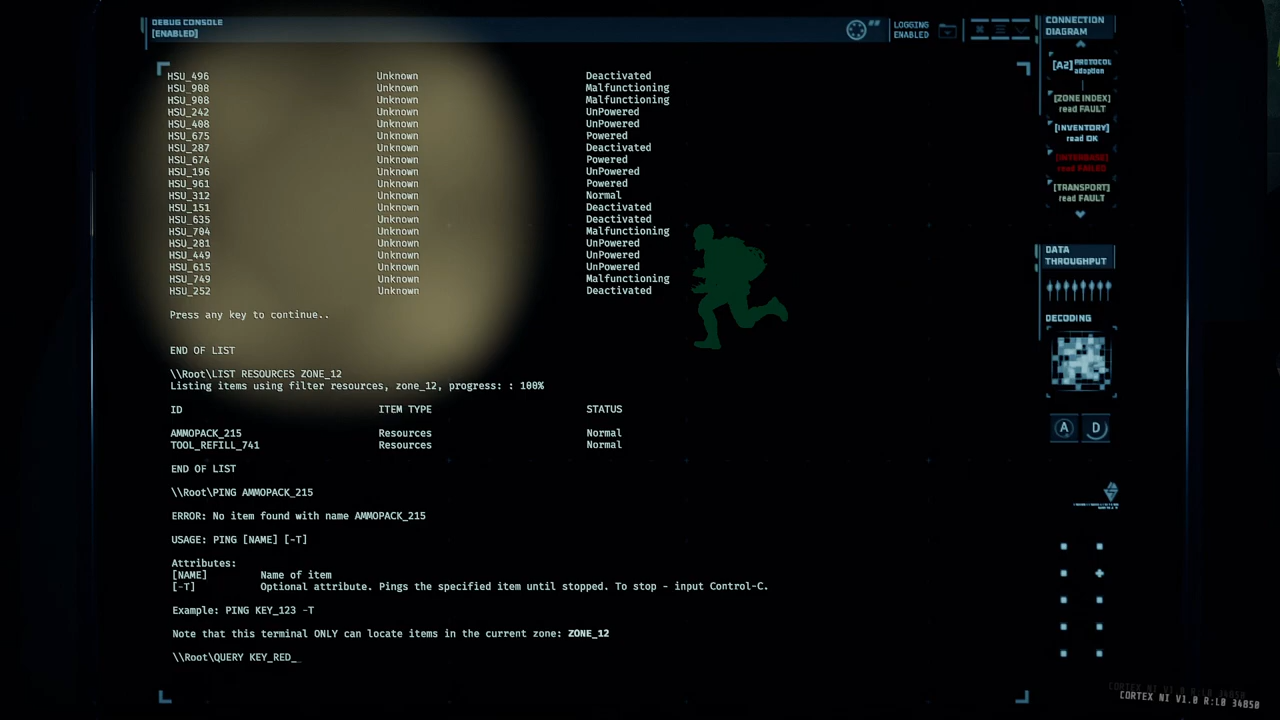 DEBUG CONSOLE
[ENABLED]
LOGGING
ENABLED
CONNECTION
DIAGRAM
HSU_496 Unknown Deactivated
HSU_908 Unknown Malfunctioning
HSU_908 Unknown Malfunctioning
HSU_242 Unknown UnPowered
HSU_408 Unknown UnPowered
HSU_675 Unknown Powered
HSU_287 Unknown Deactivated
HSU_674 Unknown Powered
HSU_196 Unknown UnPowered
HSU_961 Unknown Powered
HSU_312 Unknown Normal
HSU_151 Unknown Deactivated
HSU_635 Unknown Deactivated
HSU_704 Unknown Malfunctioning
HSU_281 Unknown UnPowered
HSU_449 Unknown UnPowered
HSU_615 Unknown UnPowered
HSU_749 Unknown Malfunctioning
HSU_252 Unknown Deactivated
Press any key to continue..
END OF LIST
\\Root\LIST RESOURCES ZONE_12
Listing items using filter resources, zone_12, progress: : 100%
ID ITEM TYPE STATUS
AMMOPACK_215 Resources Normal
TOOL_REFILL_741 Resources Normal
END OF LIST
\\Root\PING AMMOPACK_215
ERROR: No item found with name AMMOPACK_215
USAGE: PING [NAME] [-T]
Attributes:
[NAME] Name of item
[-T] Optional attribute. Pings the specified item until stopped. To stop - input Control-C.
Example: PING KEY_123 -T
Note that this terminal ONLY can locate items in the current zone: ZONE_12
\\Root\QUERY KEY_RED_
[A2] PROTOCOL
adoption
[ZONE INDEX]
read FAULT
[INVENTORY]
read OK
[INTERBASE]
read FAILED
[TRANSPORT]
read FAULT
DATA
THROUGHPUT
DECODING
A D
CORTEX NI V1.0 R:L0 34850